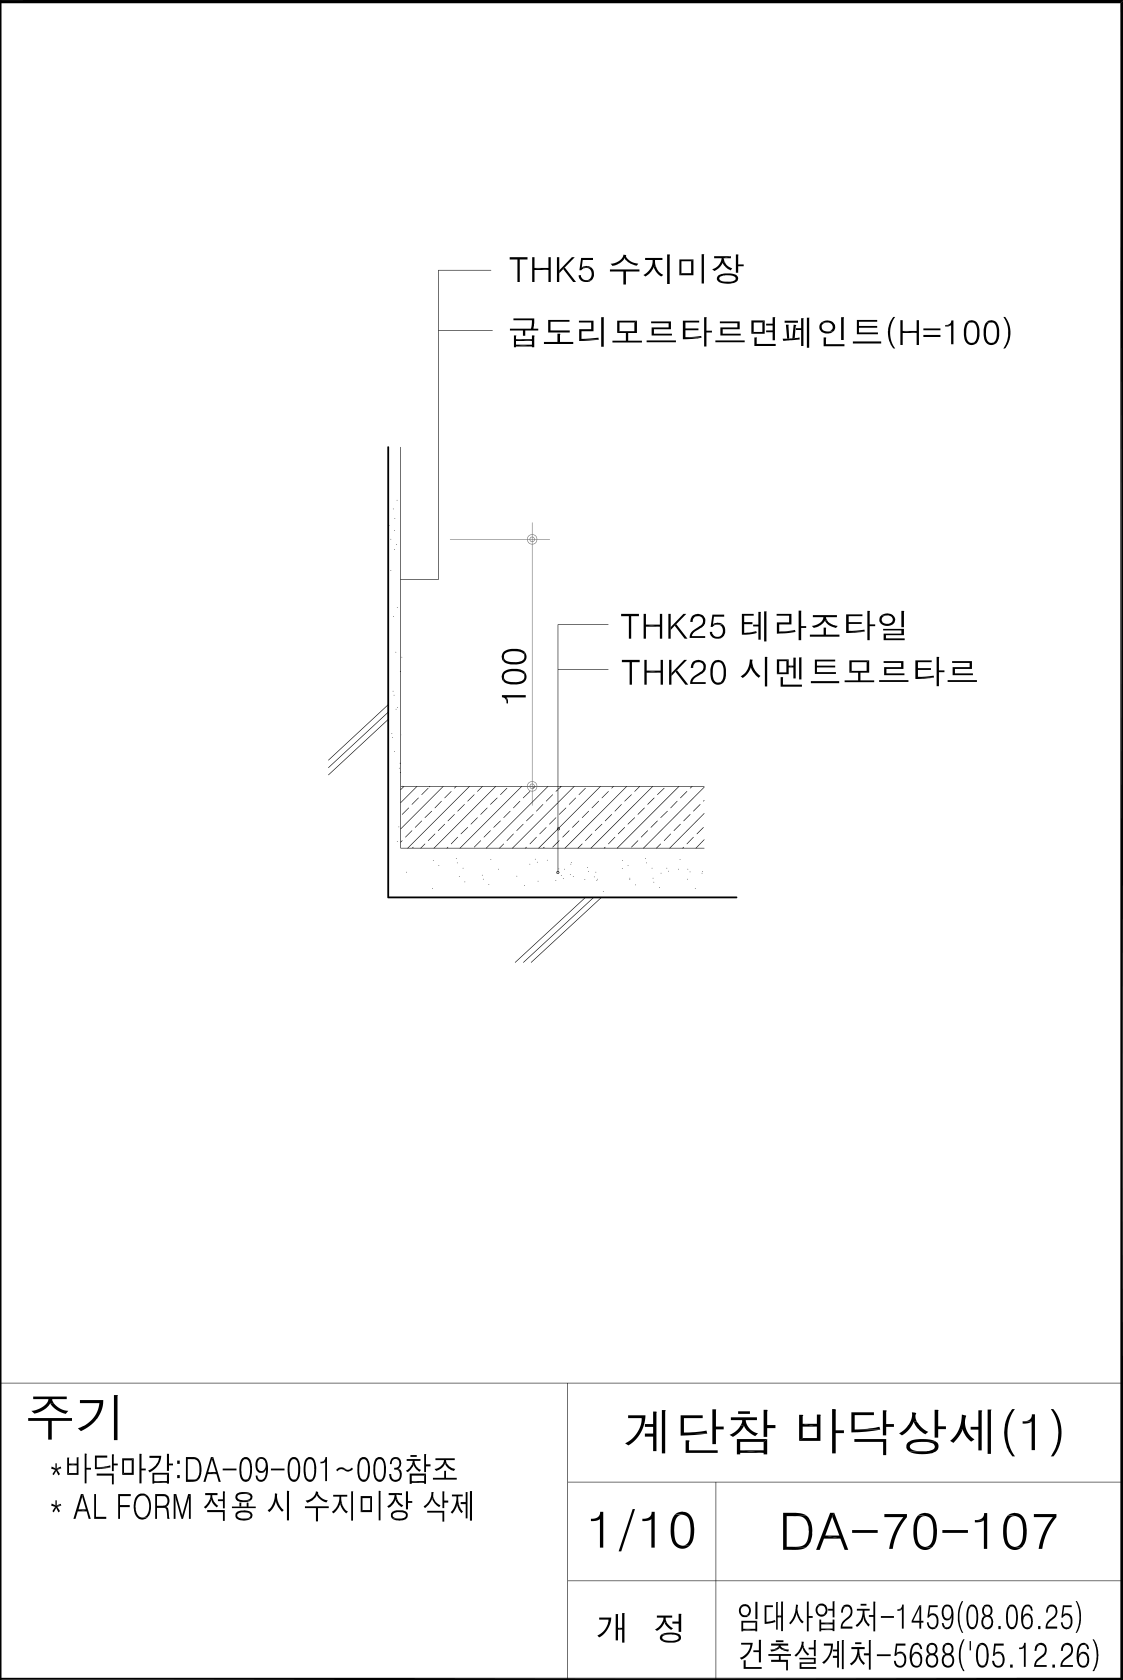 THK5 수지미장
굽도리모르타르면페인트(H=100)
THK25 테라조타일
THK20 시멘트모르타르
100
주기
*바닥마감:DA-09-001~003참조
* AL FORM 적용 시 수지미장 삭제
계단참 바닥상세(1)
1/10
DA-70-107
개 정
임대사업2처-1459(08.06.25)
건축설계처-5688('05.12.26)